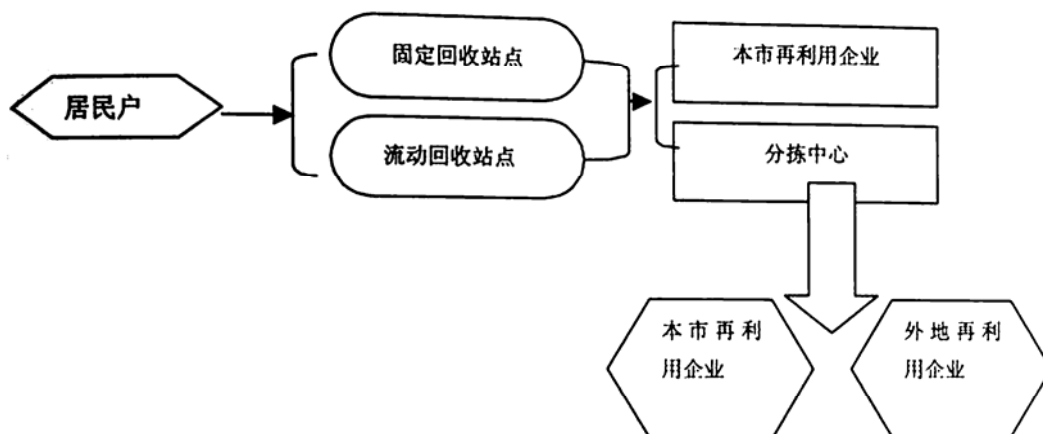 居民户
固定回收站点
流动回收站点
本市再利用企业
分拣中心
本市再利
用企业
外地再利
用企业